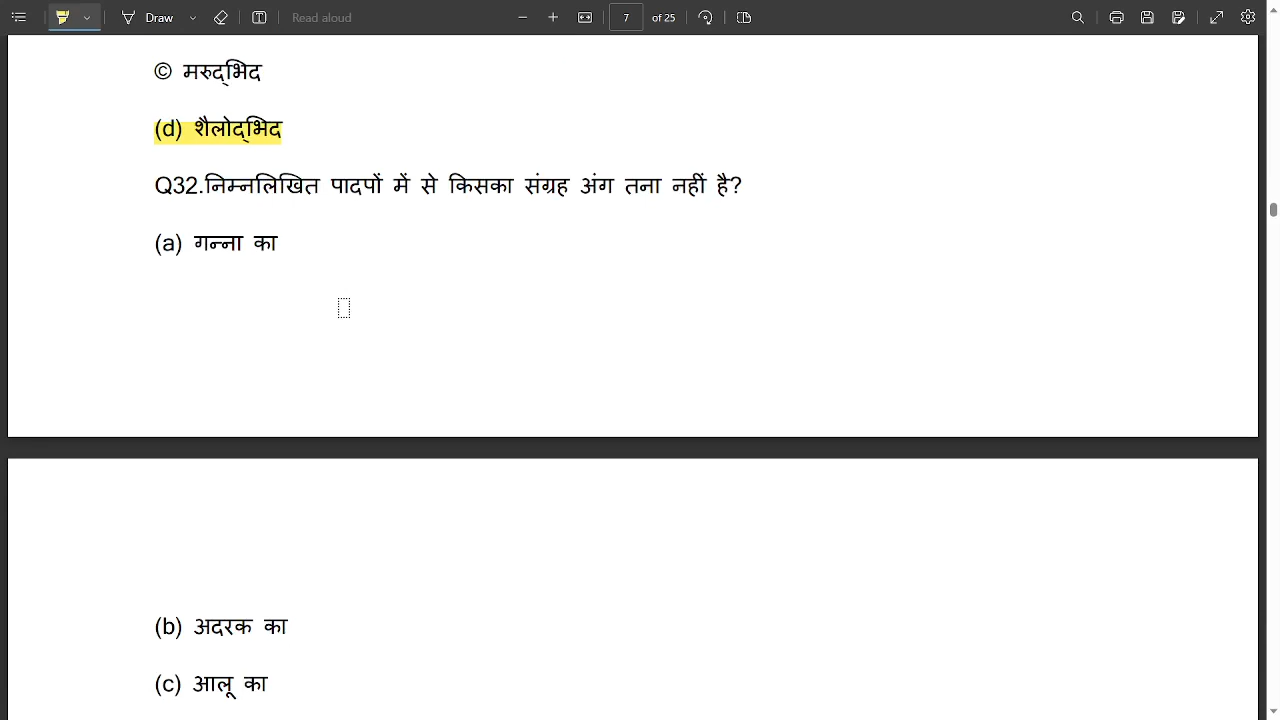 Draw
Read aloud
7
of 25
© मरुद्भिद
(d) शैलोद्भिद
Q32.निम्नलिखित पादपों में से किसका संग्रह अंग तना नहीं है?
(a) गन्ना का
(b) अदरक का
(c) आलू का